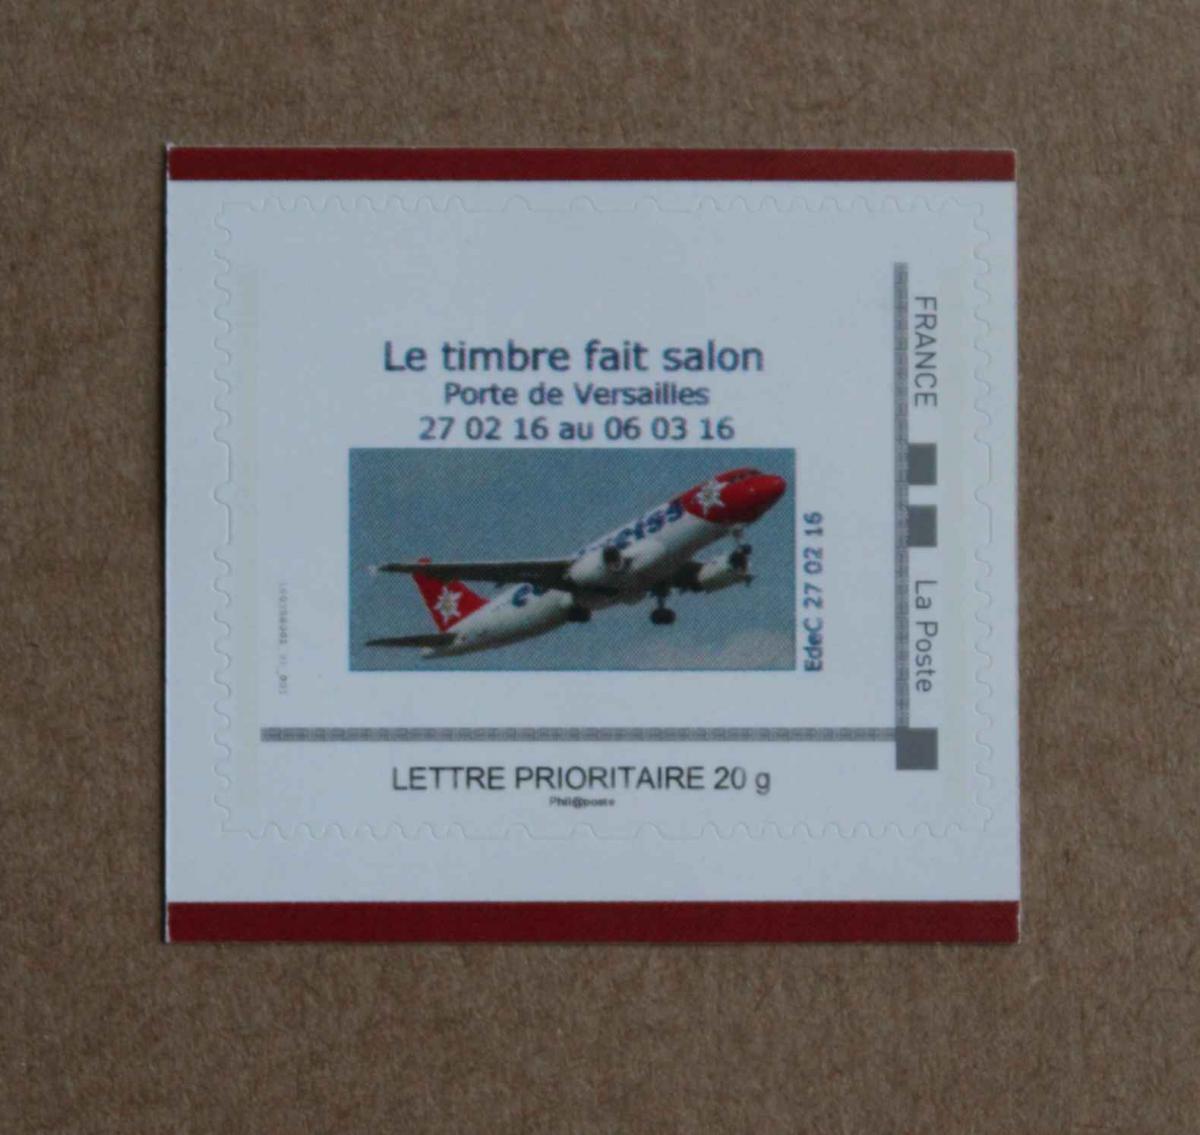 Le timbre fait salon
Porte de Versailles
27 02 16 au 06 03 16
EdeC 27 02 16
FRANCE
La Poste
LETTRE PRIORITAIRE 20 g
Phil@poste